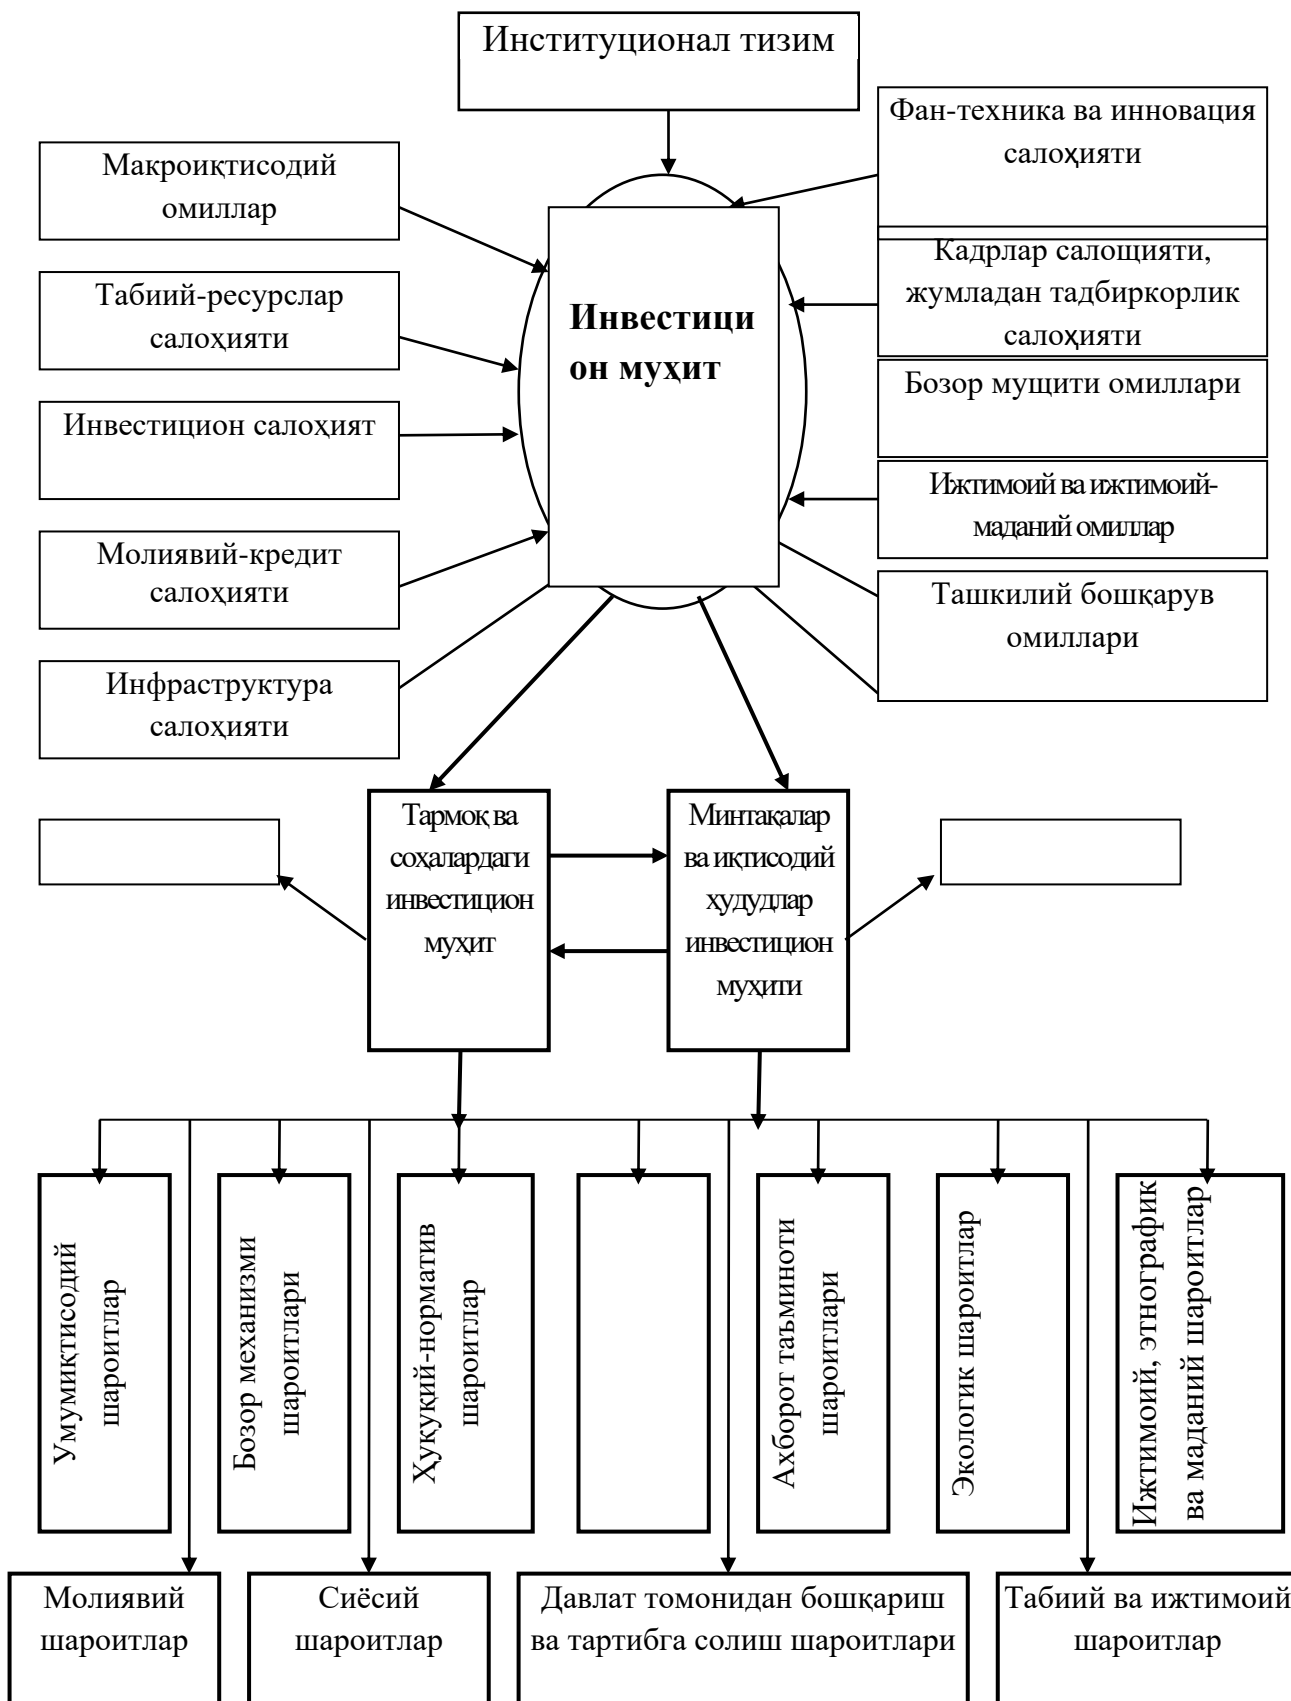 Институционал тизим
Фан-техника ва инновация
салоҳияти
Макроиқтисодий
омиллар
Кадрлар салощияти,
жумладан тадбиркорлик
салоҳияти
Табиий-ресурслар
салоҳияти
Инвестици
он муҳит
Бозор мущити омиллари
Инвестицион салоҳият
Ижтимоий ва ижтимоий-
маданий омиллар
Молиявий-кредит
салоҳияти
Ташкилий бошқарув
омиллари
Инфраструктура
салоҳияти
Тармоқ ва
соҳалардаги
инвестицион
муҳит
Минтақалар
ва иқтисодий
ҳудудлар
инвестицион
муҳити
Умумиқтисодий
шароитлар
Бозор механизми
шароитлари
Ҳуқуқий-норматив
шароитлар
Ахборот таъминоти
шароитлари
Экологик шароитлар
Ижтимоий, этнографик
ва маданий шароитлар
Молиявий
шароитлар
Сиёсий
шароитлар
Давлат томонидан бошқариш
ва тартибга солиш шароитлари
Табиий ва ижтимоий
шароитлар